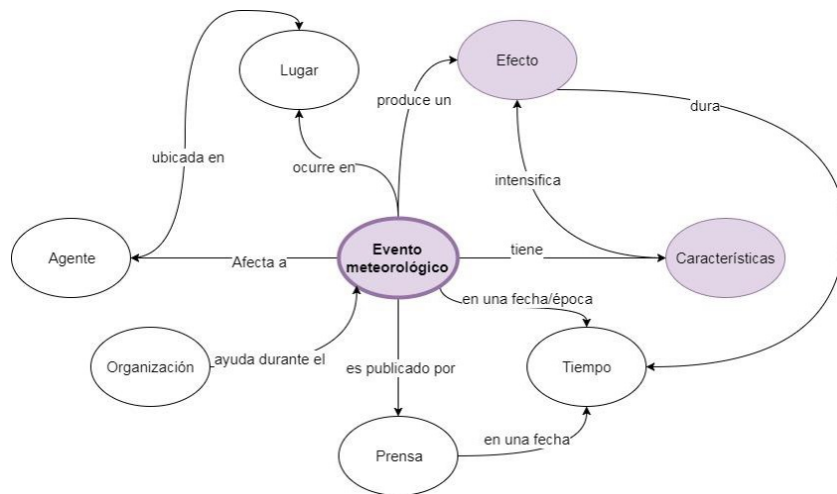 Lugar
Efecto
produce un
dura
ubicada en
ocurre en
intensifica
Agente
Afecta a
Evento
meteorológico
tiene
Características
en una fecha/época
Organización
ayuda durante el
es publicado por
Tiempo
Prensa
en una fecha